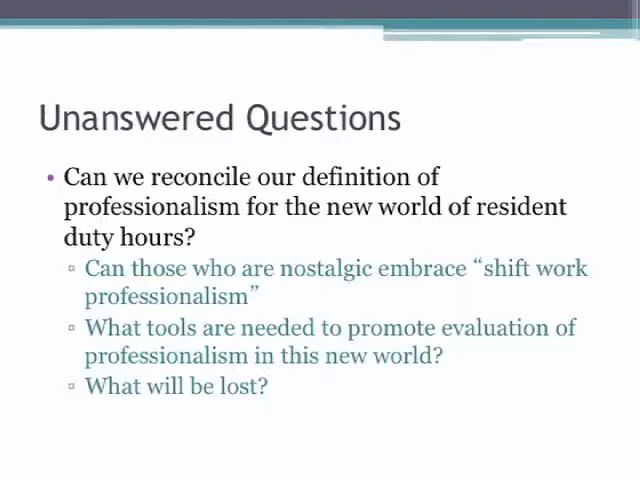 Unanswered Questions
• Can we reconcile our definition of
professionalism for the new world of resident
duty hours?
▫ Can those who are nostalgic embrace “shift work
professionalism”
▫ What tools are needed to promote evaluation of
professionalism in this new world?
▫ What will be lost?